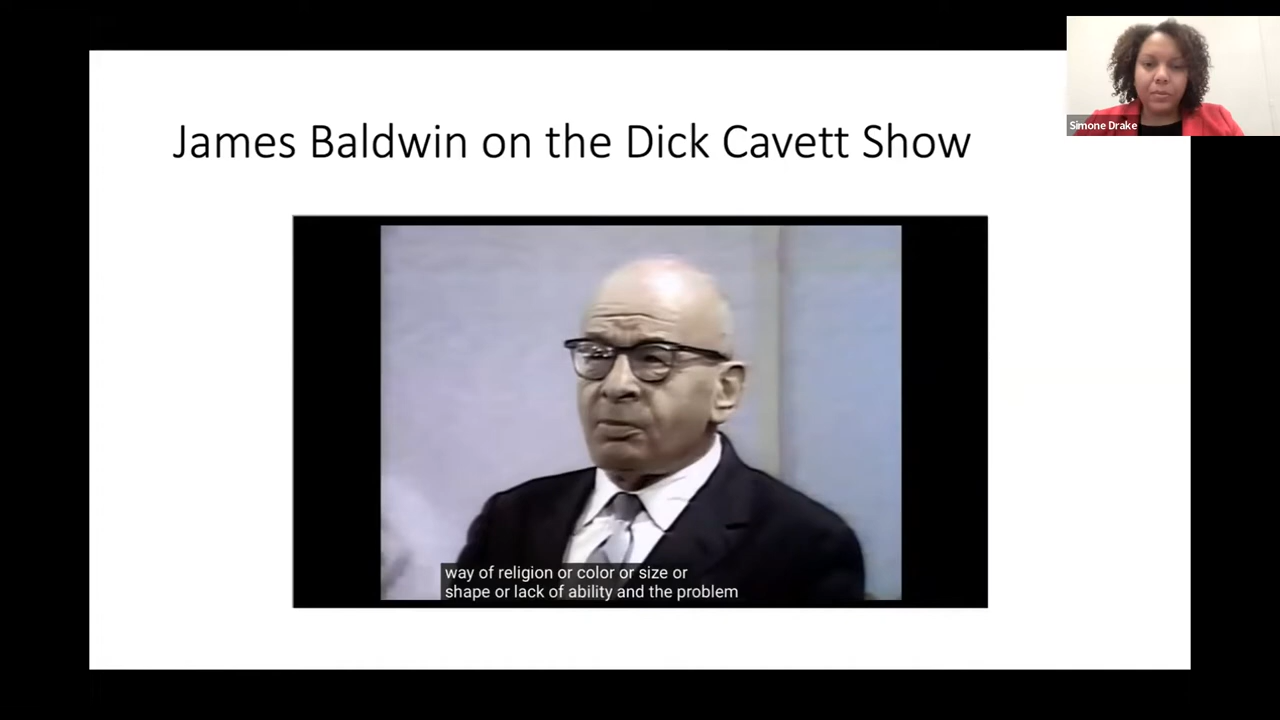 James Baldwin on the Dick Cavett Show
Simone Drake
way of religion or color or size or
shape or lack of ability and the problem